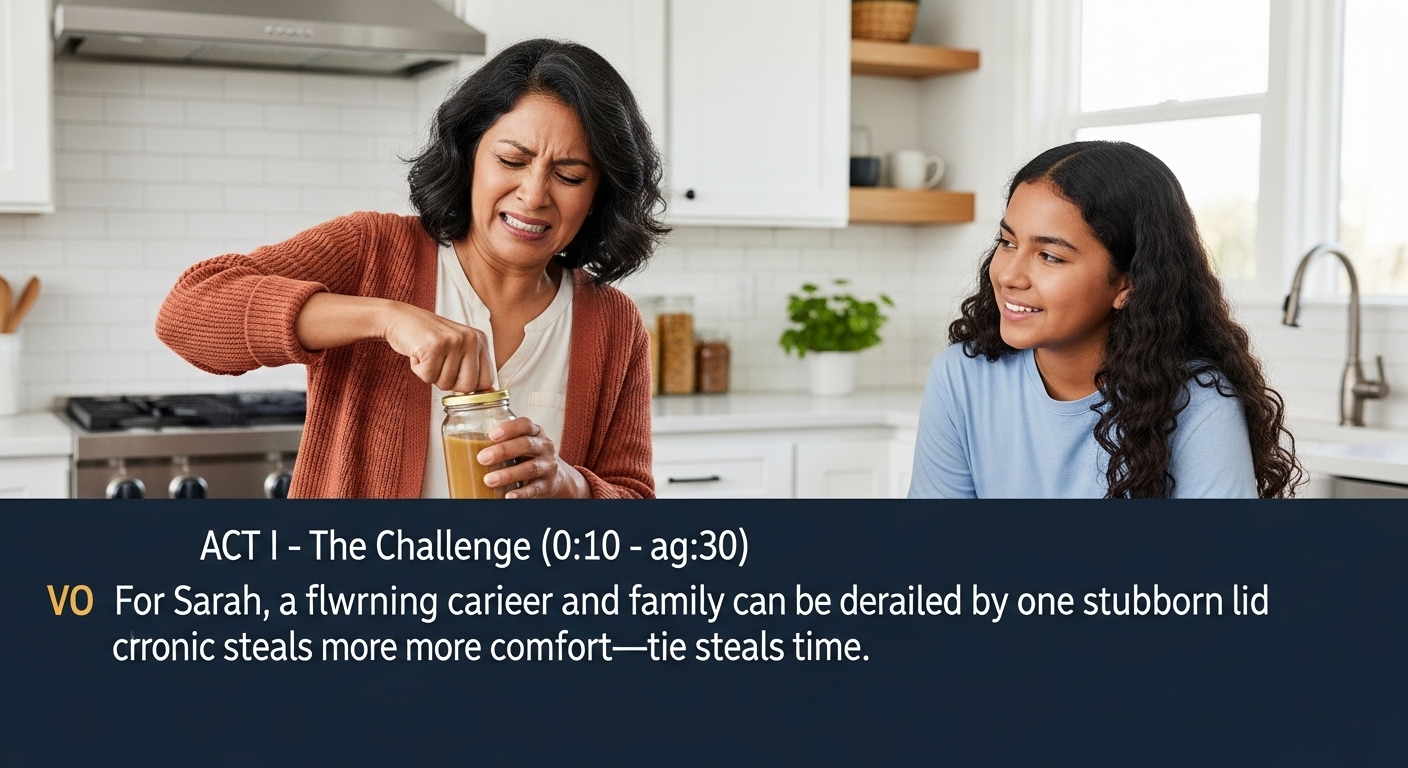 ACT I - The Challenge (0:10 - ag:30)
VO For Sarah, a flwrning carieer and family can be derailed by one stubborn lid
crronic steals more more comfort—tie steals time.